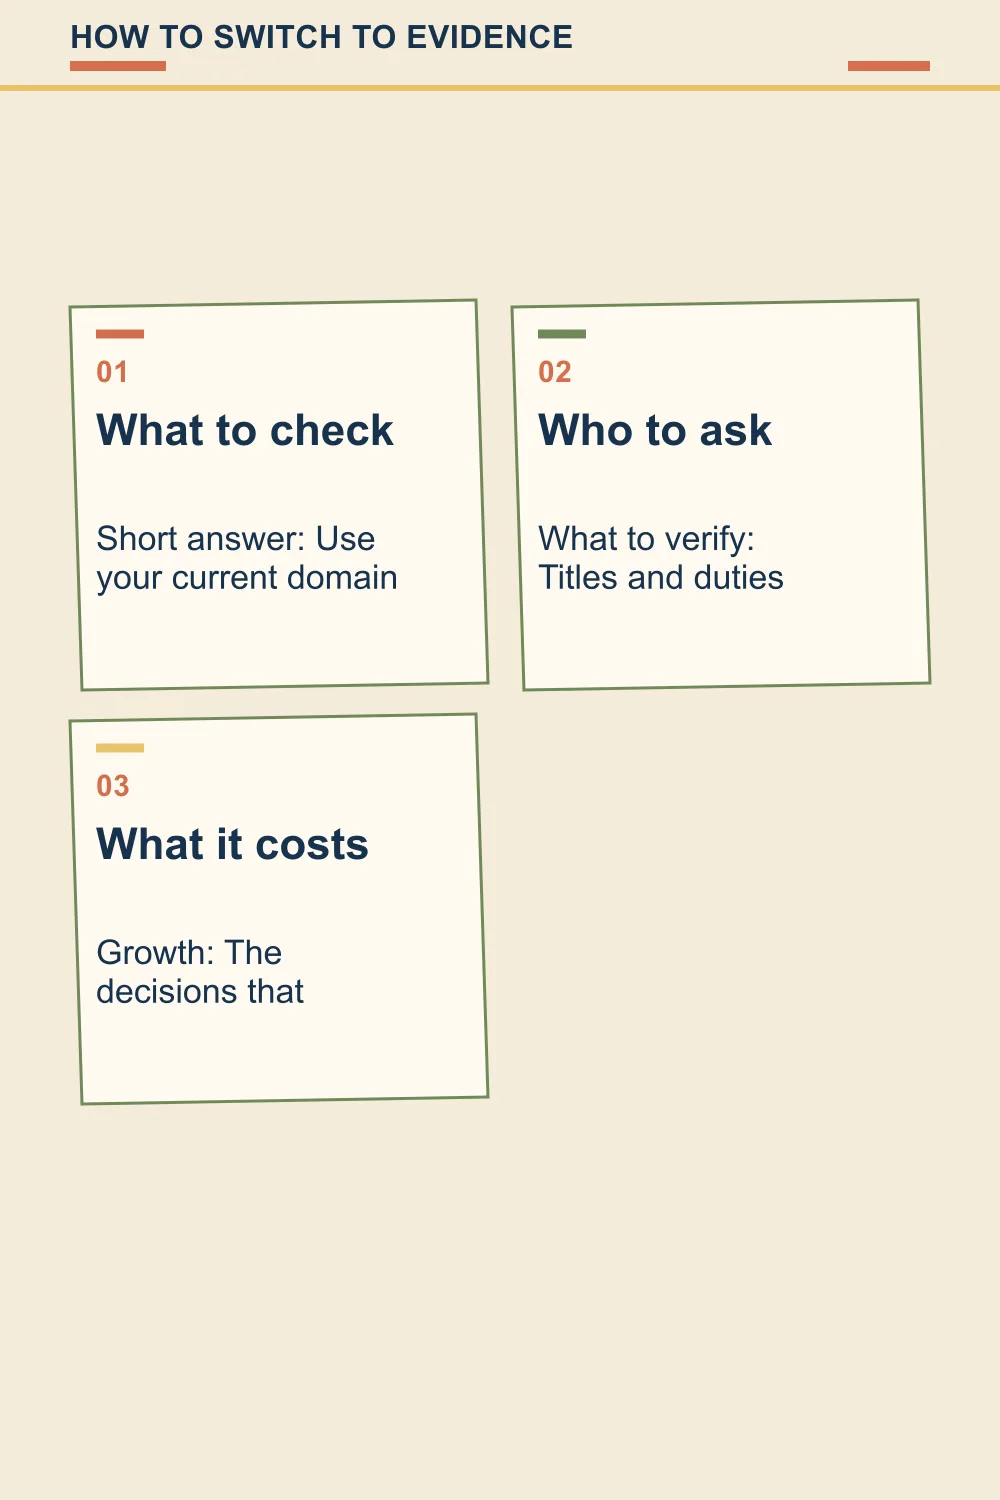 HOW TO SWITCH TO EVIDENCE
01
What to check
Short answer: Use
your current domain
02
Who to ask
What to verify:
Titles and duties
03
What it costs
Growth: The
decisions that